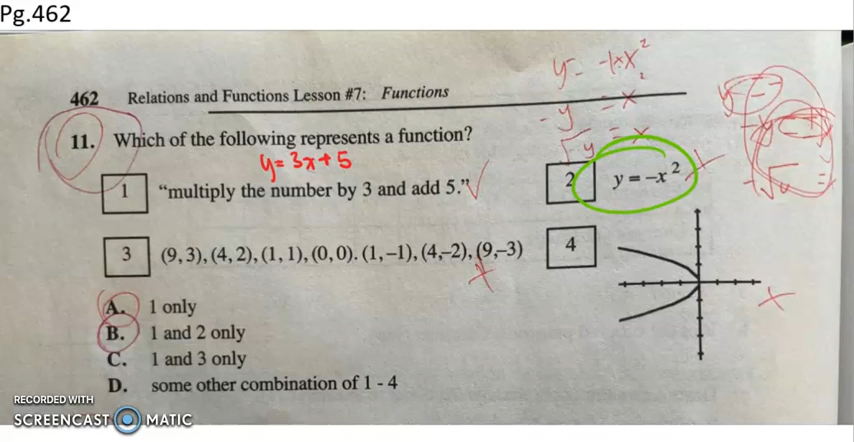 Pg.462
y= -1x²
462 Relations and Functions Lesson #7: Functions
-y = x²
11. Which of the following represents a function?
y=3x+5
1 "multiply the number by 3 and add 5."
2 y = –x²
3 (9,3), (4,2), (1,1), (0,0). (1,–1), (4,–2), (9,–3)
4
A. 1 only
B. 1 and 2 only
C. 1 and 3 only
D. some other combination of 1 - 4
RECORDED WITH
SCREENCAST MATIC